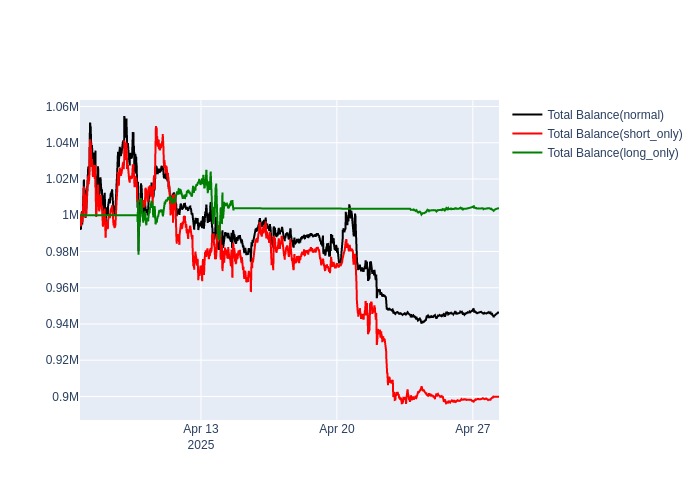 1.06M
1.04M
1.02M
1M
0.98M
0.96M
0.94M
0.92M
0.9M
Apr 13
2025
Apr 20
Apr 27
Total Balance(normal)
Total Balance(short_only)
Total Balance(long_only)